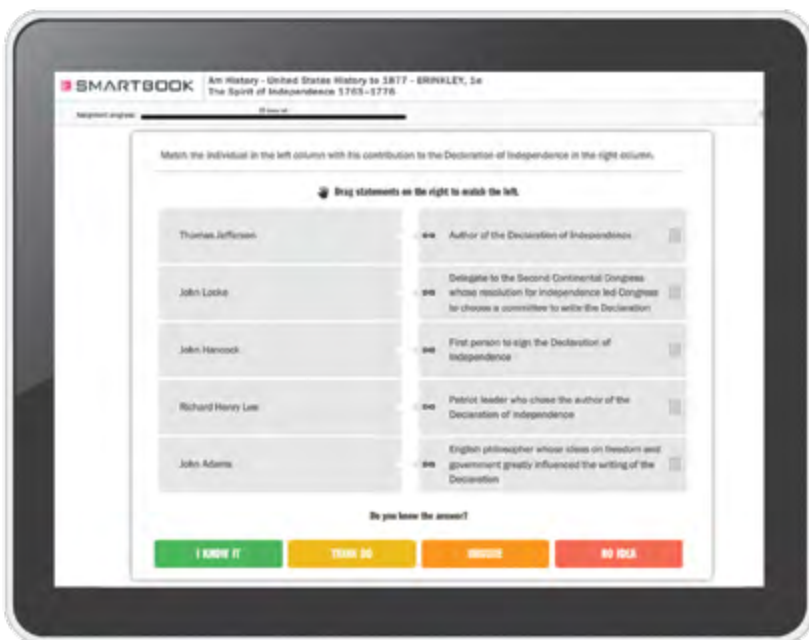 SMARTBOOK
Am History - United States History to 1877 - BRINKLEY, 1e
The Spirit of Independence 1765–1776
Assignment progress:
Match the individual in the left column with his contribution to the Declaration of Independence in the right column.
Drag statements on the right to match the left.
Thomas Jefferson
Author of the Declaration of Independence
John Locke
Delegate to the Second Continental Congress
whose resolution for independence led Congress
to choose a committee to write the Declaration
John Hancock
First person to sign the Declaration of
Independence
Richard Henry Lee
Patriot leader who chose the author of the
Declaration of Independence
John Adams
English philosopher whose ideas on freedom and
government greatly influenced the writing of the
Declaration
Do you know the answer?
I KNOW IT
THINK SO
UNSURE
NO IDEA